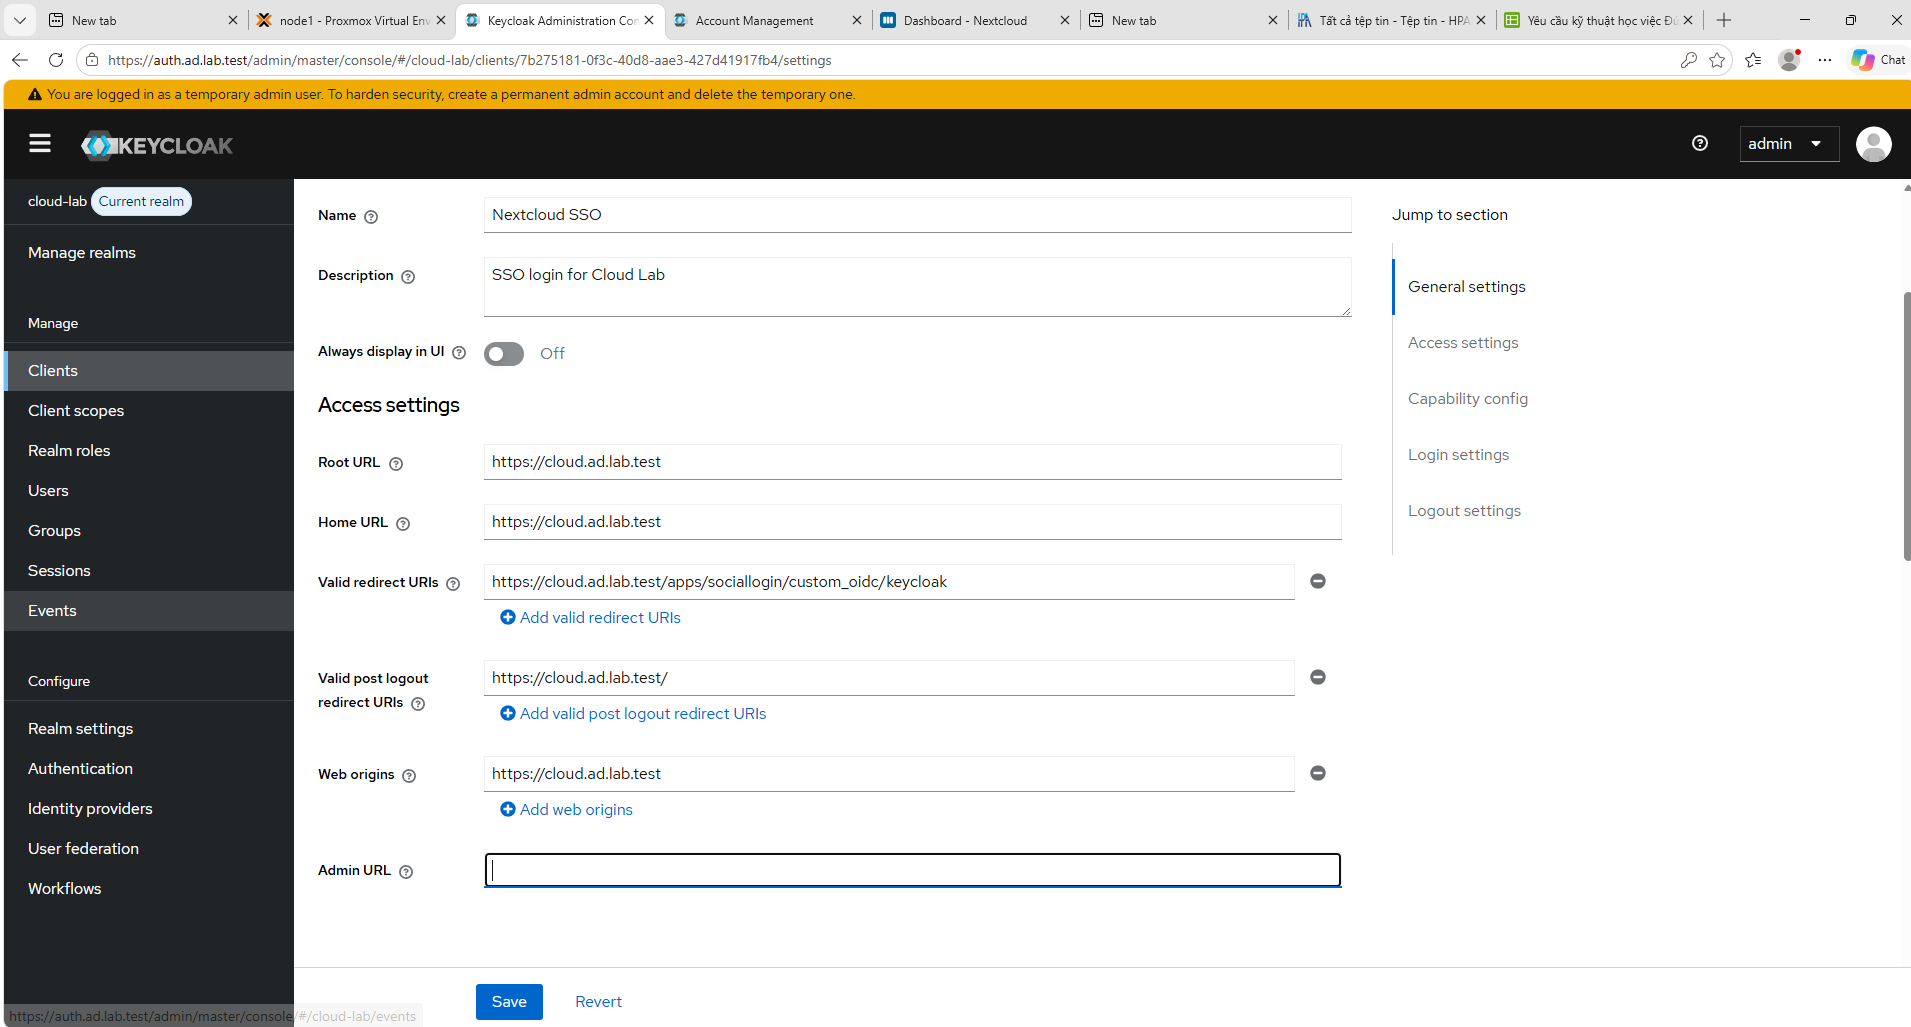 New tab
node1 - Proxmox Virtual Env
Keycloak Administration Con
Account Management
Dashboard - Nextcloud
New tab
Tất cả tệp tin - Tệp tin - HPA
Yêu cầu kỹ thuật học việc Đứ
https://auth.ad.lab.test/admin/master/console/#/cloud-lab/clients/7b275181-0f3c-40d8-aae3-427d41917fb4/settings
Chat
You are logged in as a temporary admin user. To harden security, create a permanent admin account and delete the temporary one.
KEYCLOAK
admin
cloud-lab Current realm
Manage realms
Manage
Clients
Client scopes
Realm roles
Users
Groups
Sessions
Events
Configure
Realm settings
Authentication
Identity providers
User federation
Workflows
Name
Nextcloud SSO
Description
SSO login for Cloud Lab
Always display in UI
Off
Access settings
Root URL
https://cloud.ad.lab.test
Home URL
https://cloud.ad.lab.test
Valid redirect URIs
https://cloud.ad.lab.test/apps/sociallogin/custom_oidc/keycloak
Add valid redirect URIs
Valid post logout
redirect URIs
https://cloud.ad.lab.test/
Add valid post logout redirect URIs
Web origins
https://cloud.ad.lab.test
Add web origins
Admin URL
Save
Revert
Jump to section
General settings
Access settings
Capability config
Login settings
Logout settings
https://auth.ad.lab.test/admin/master/console/#/cloud-lab/events